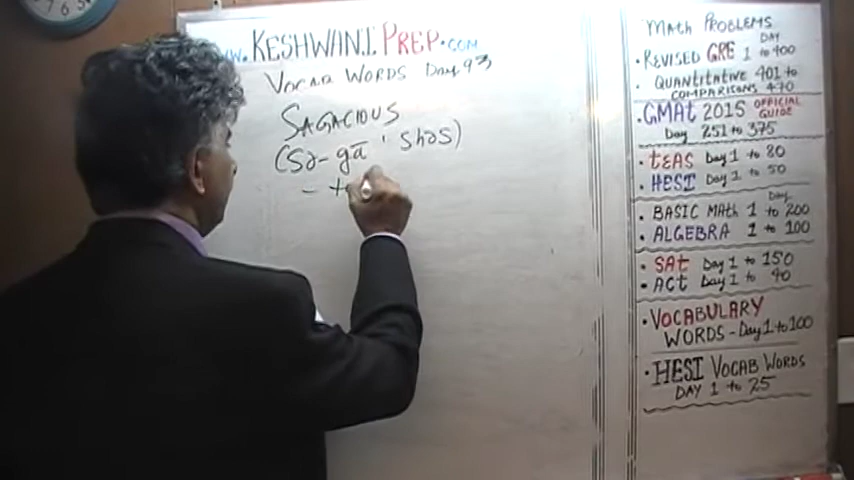 www.KESHWANIPREP.COM
VOCAB WORDS Day 93
SAGACIOUS
(Sə-gā ' shəs)
MATH PROBLEMS
• REVISED GRE DAY 1 to 400
• QUANTITATIVE 401 to
COMPARISONS 470
• GMAT 2015 OFFICIAL GUIDE
Day 251 to 375
• TEAS Day 1 to 80
• HESI Day 1 to 50
• BASIC MATH Day 1 to 200
• ALGEBRA 1 to 100
• SAT Day 1 to 150
• ACT Day 1 to 90
• VOCABULARY
WORDS - Day 1 to 100
• HESI VOCAB WORDS
DAY 1 to 25